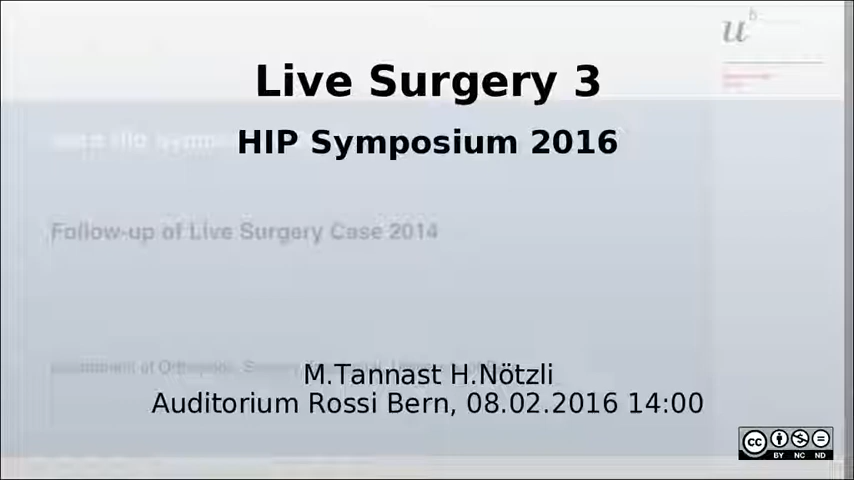 u^b
Live Surgery 3
HIP Symposium 2016
Follow-up of Live Surgery Case 2014
M.Tannast H.Nötzli
Auditorium Rossi Bern, 08.02.2016 14:00
cc BY NC ND